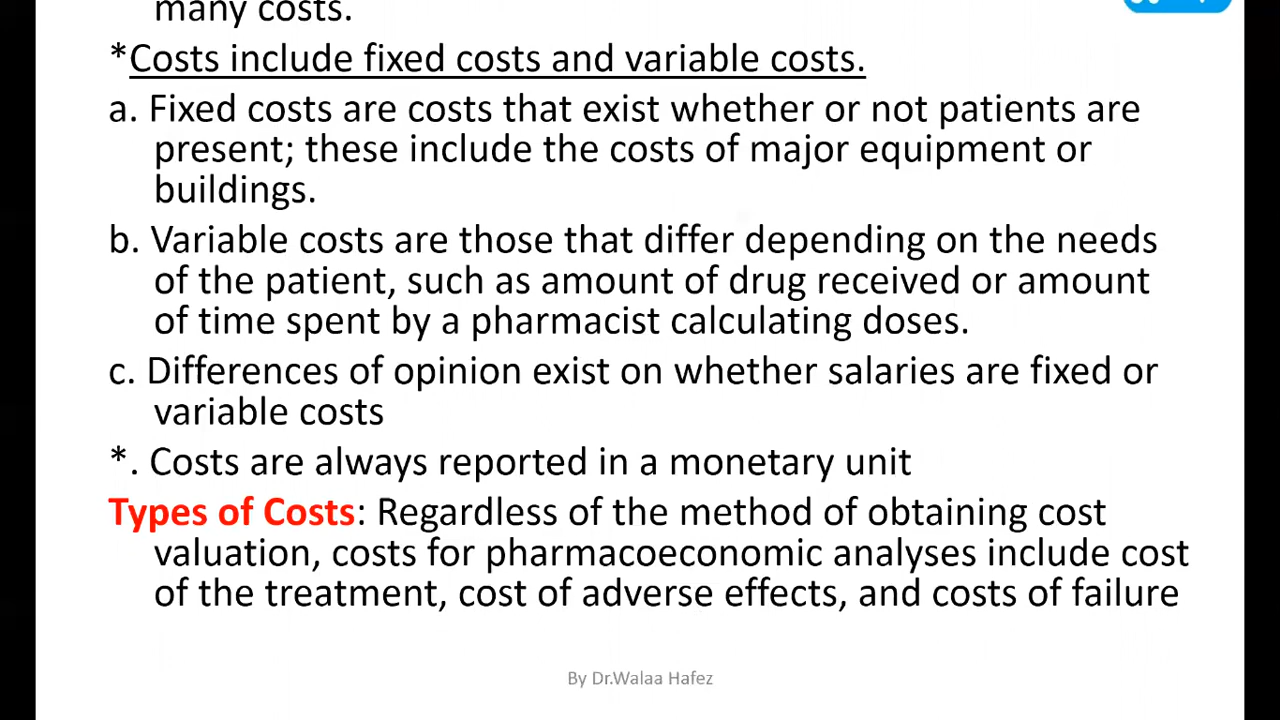 many costs.
*Costs include fixed costs and variable costs.
a. Fixed costs are costs that exist whether or not patients are
present; these include the costs of major equipment or
buildings.
b. Variable costs are those that differ depending on the needs
of the patient, such as amount of drug received or amount
of time spent by a pharmacist calculating doses.
c. Differences of opinion exist on whether salaries are fixed or
variable costs
*. Costs are always reported in a monetary unit
Types of Costs: Regardless of the method of obtaining cost
valuation, costs for pharmacoeconomic analyses include cost
of the treatment, cost of adverse effects, and costs of failure
By Dr.Walaa Hafez